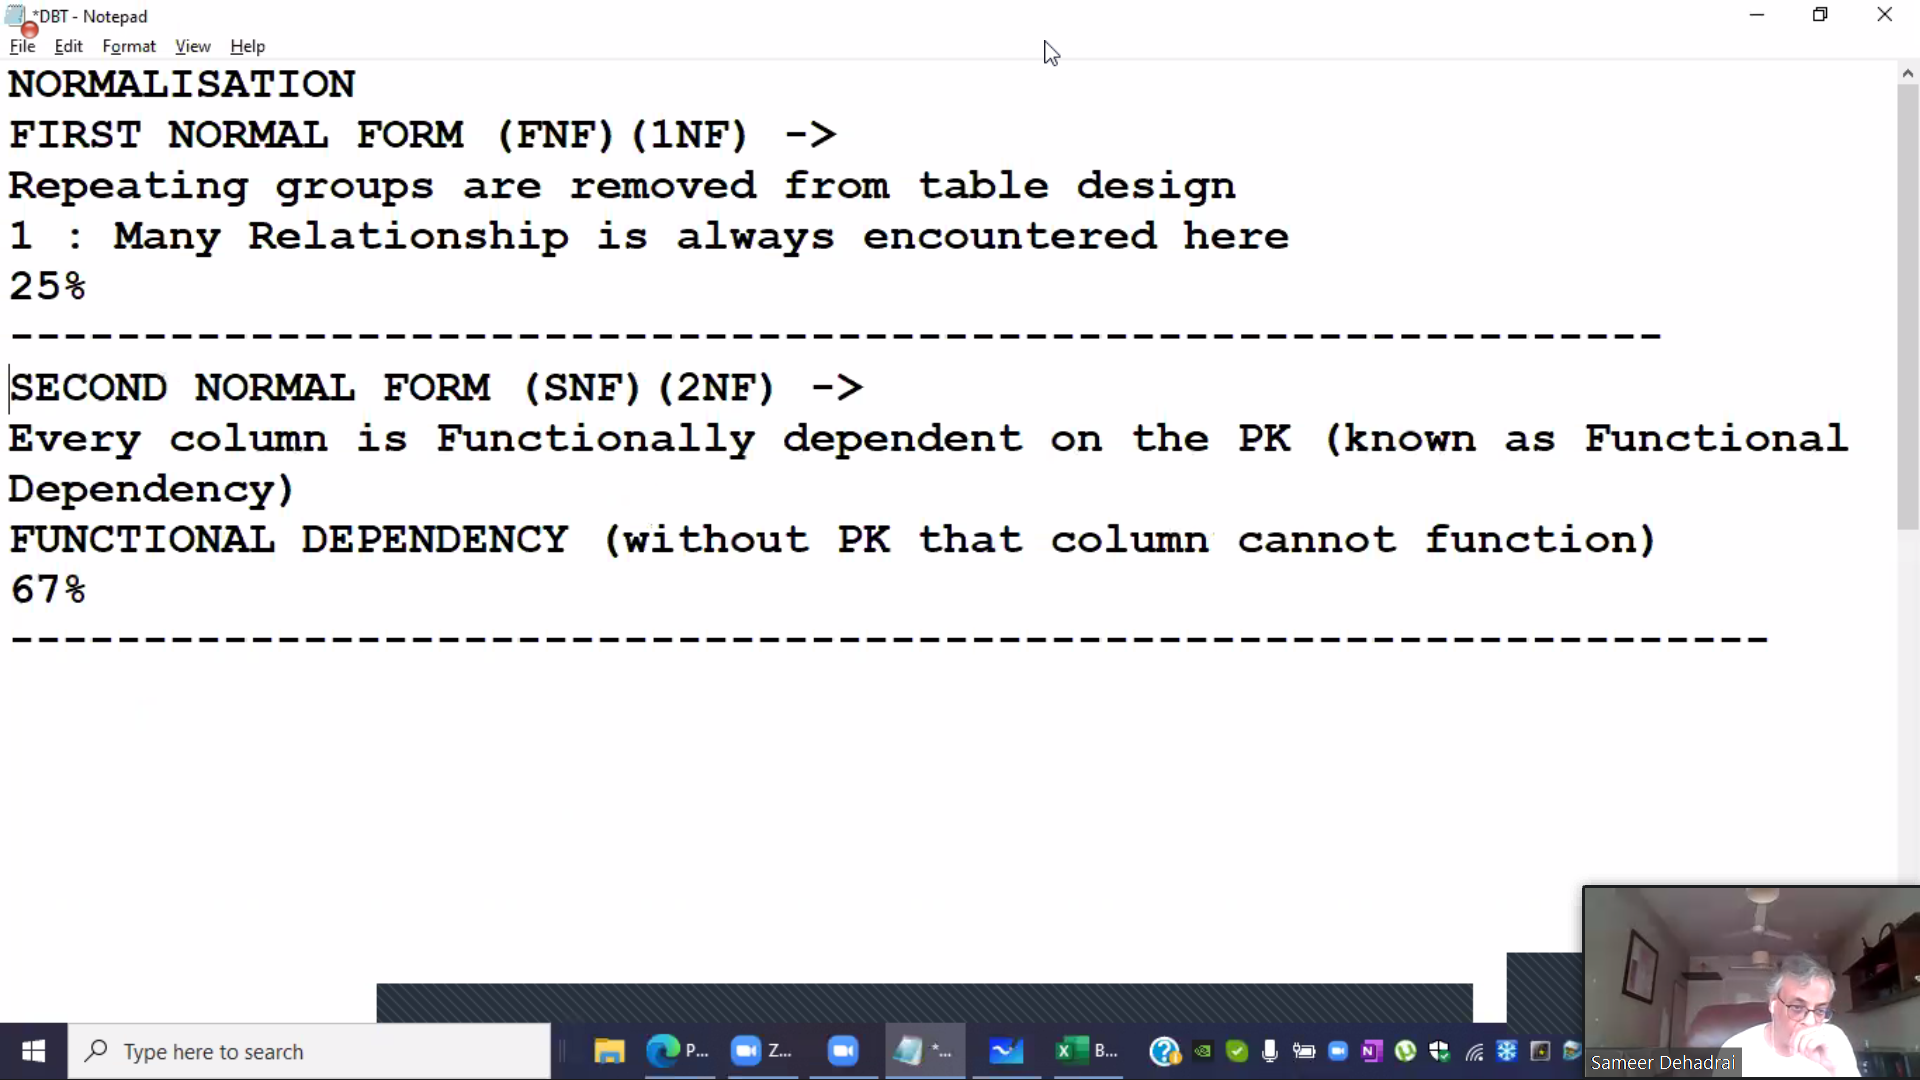 *DBT - Notepad
File Edit Format View Help
NORMALISATION
FIRST NORMAL FORM (FNF)(1NF) ->
Repeating groups are removed from table design
1 : Many Relationship is always encountered here
25%
--------------------------------------------------------------
SECOND NORMAL FORM (SNF)(2NF) ->
Every column is Functionally dependent on the PK (known as Functional
Dependency)
FUNCTIONAL DEPENDENCY (without PK that column cannot function)
67%
------------------------------------------------------------------
Type here to search
P...
Z...
*...
B...
Sameer Dehadrai